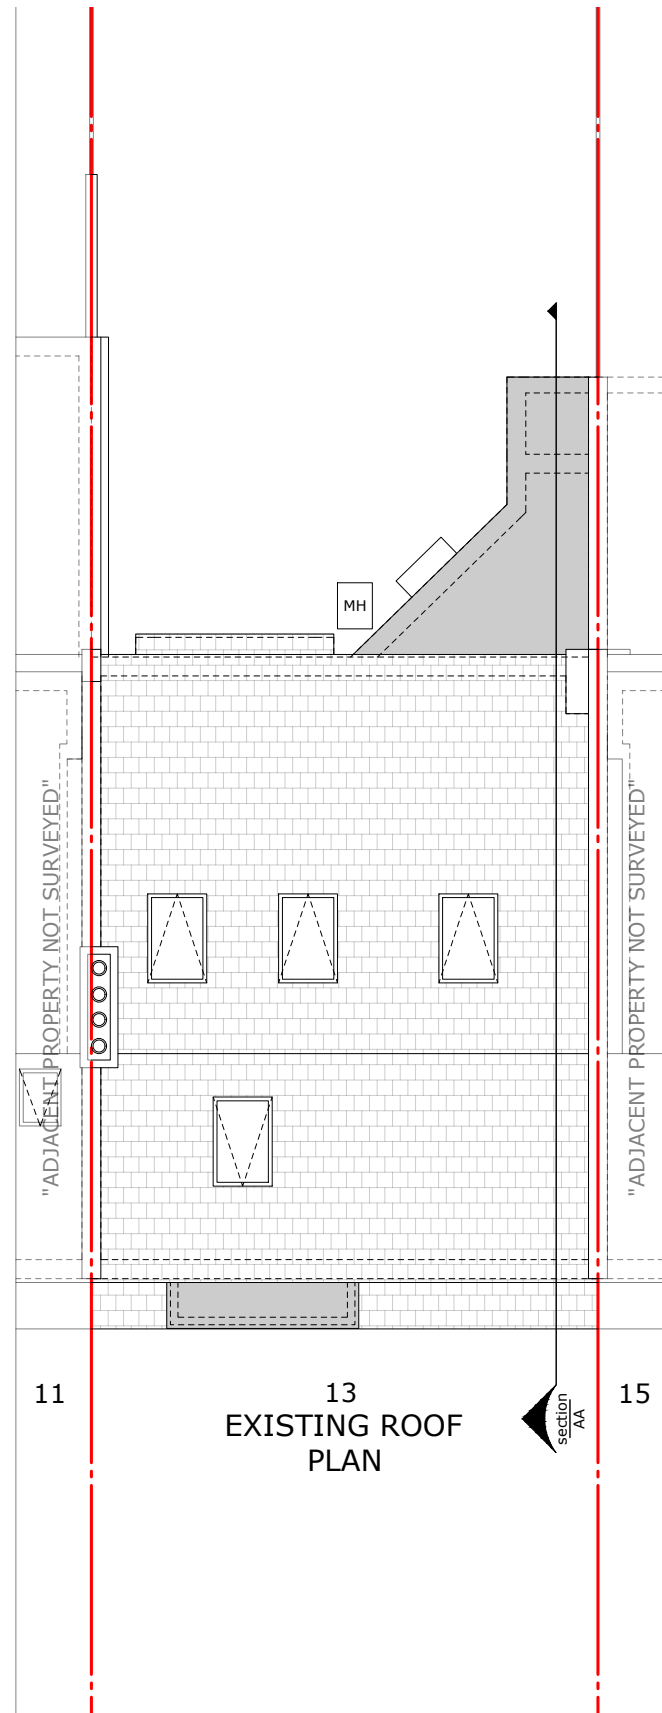 MH
"ADJACENT PROPERTY NOT SURVEYED"
"ADJACENT PROPERTY NOT SURVEYED"
11
13
15
EXISTING ROOF
PLAN
section
AA